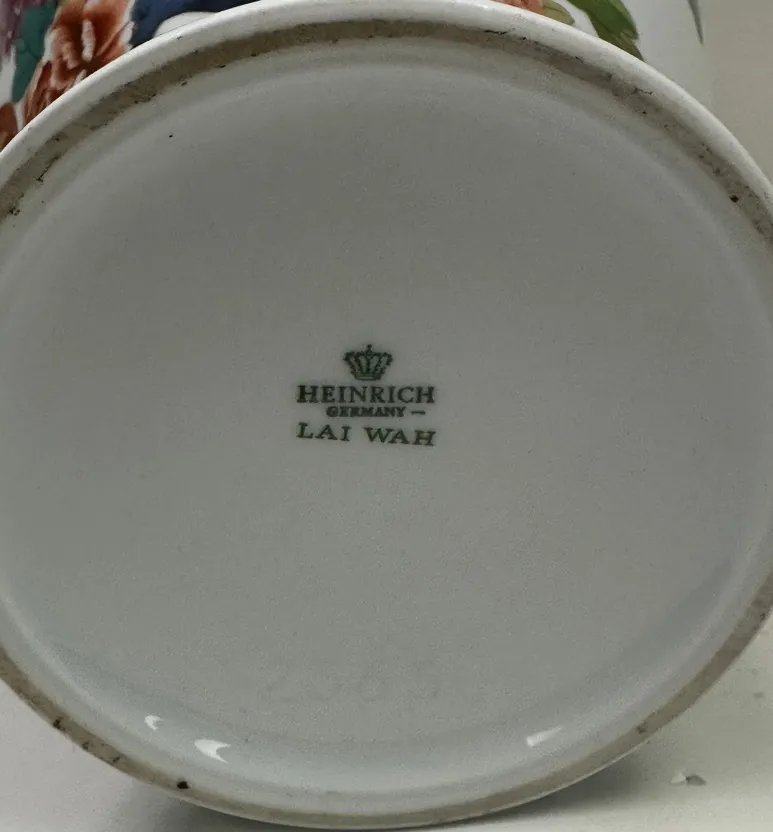 HEINRICH
GERMANY –
LAI WAH